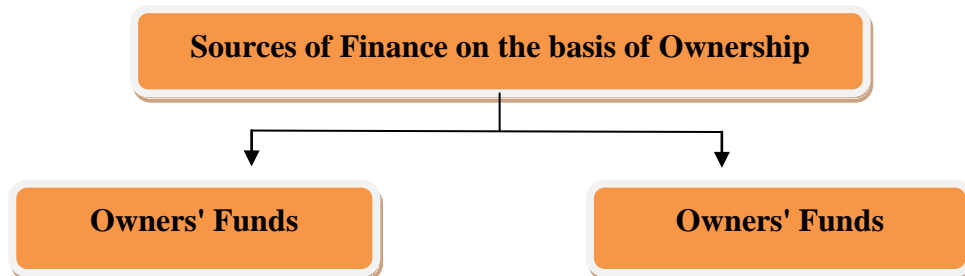 Sources of Finance on the basis of Ownership
Owners' Funds
Owners' Funds